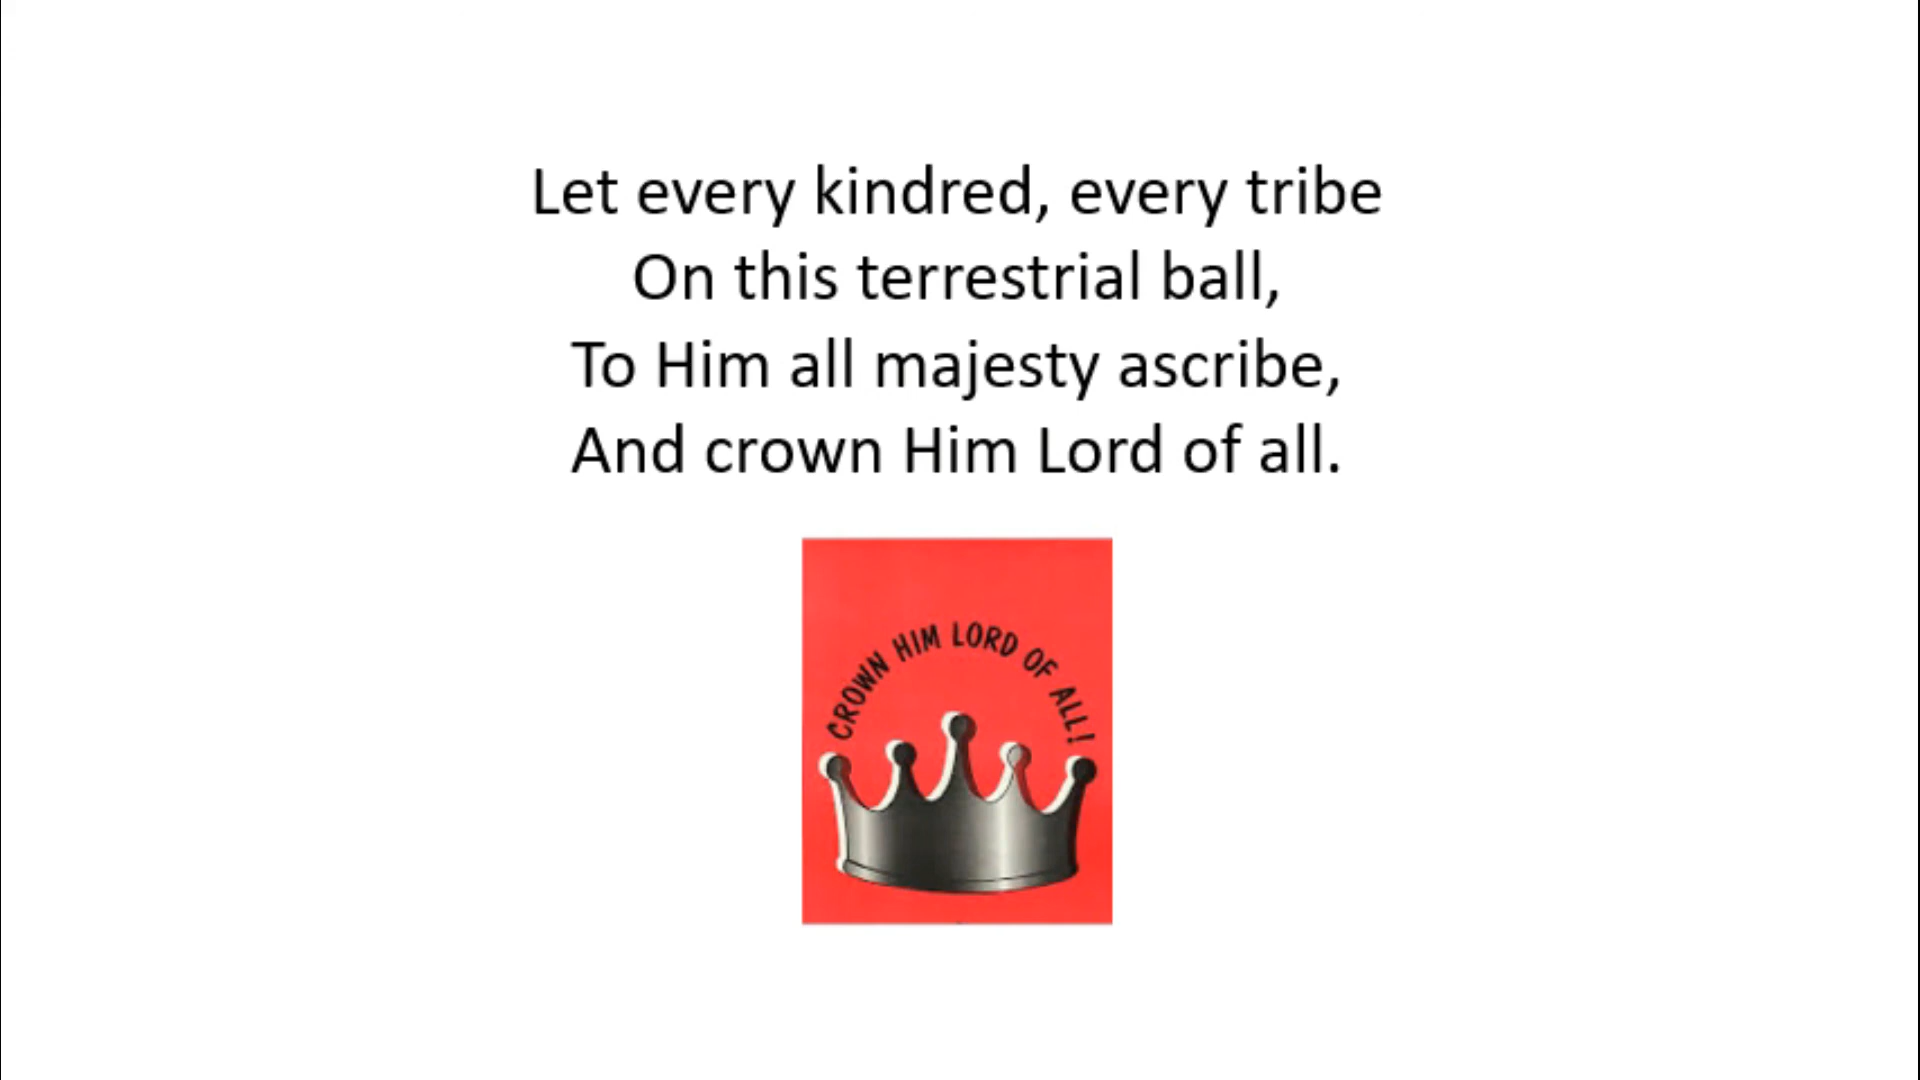 Let every kindred, every tribe
On this terrestrial ball,
To Him all majesty ascribe,
And crown Him Lord of all.
CROWN HIM LORD OF ALL!